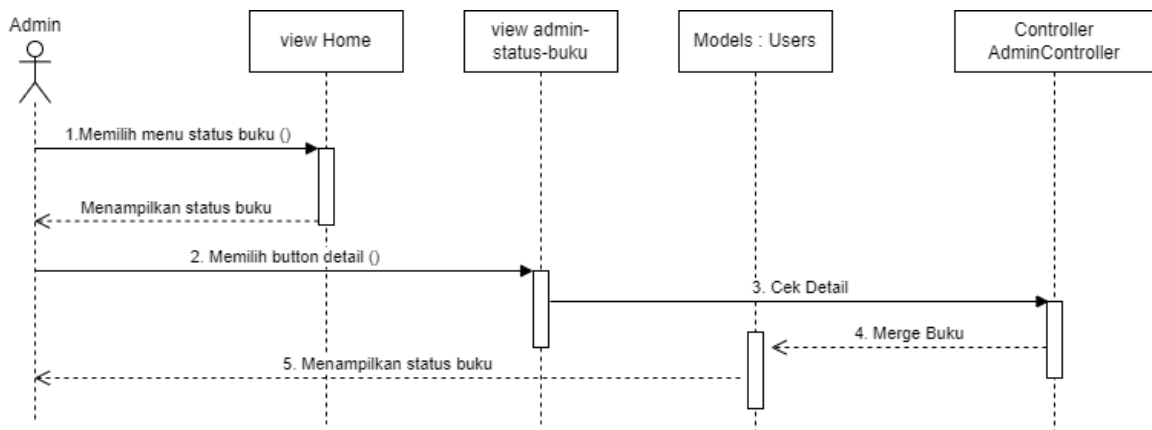 Admin
view Home
view admin-
status-buku
Models : Users
Controller
AdminController
1.Memilih menu status buku ()
Menampilkan status buku
2. Memilih button detail ()
3. Cek Detail
4. Merge Buku
5. Menampilkan status buku